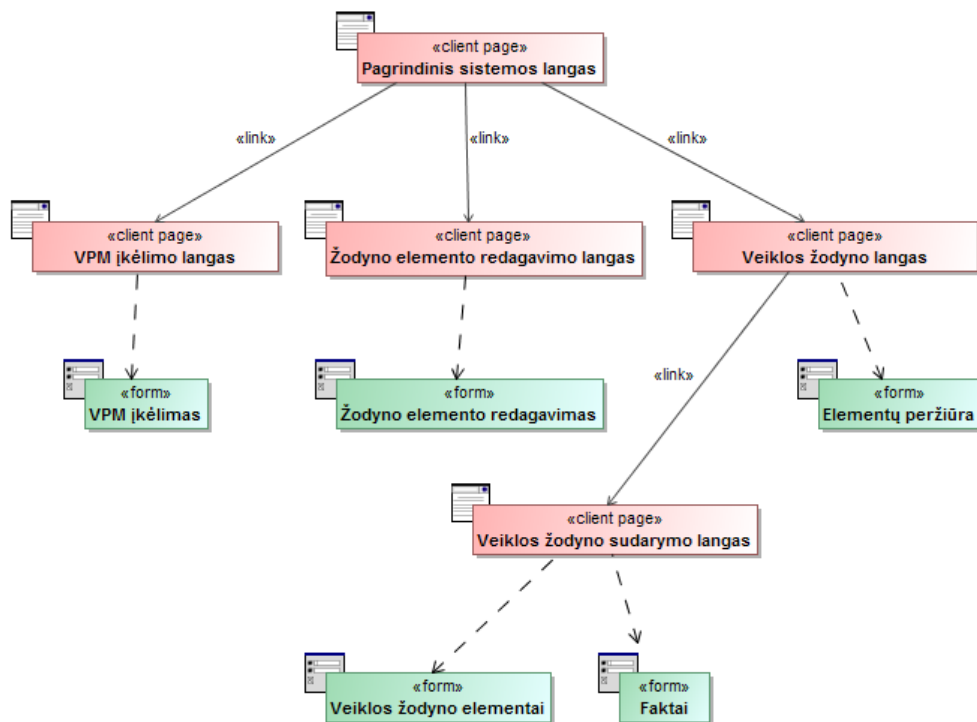 «client page»
Pagrindinis sistemos langas
«link»
«link»
«link»
«client page»
VPM įkėlimo langas
«client page»
Žodyno elemento redagavimo langas
«client page»
Veiklos žodyno langas
«form»
VPM įkėlimas
«form»
Žodyno elemento redagavimas
«link»
«form»
Elementų peržiūra
«client page»
Veiklos žodyno sudarymo langas
«form»
Veiklos žodyno elementai
«form»
Faktai